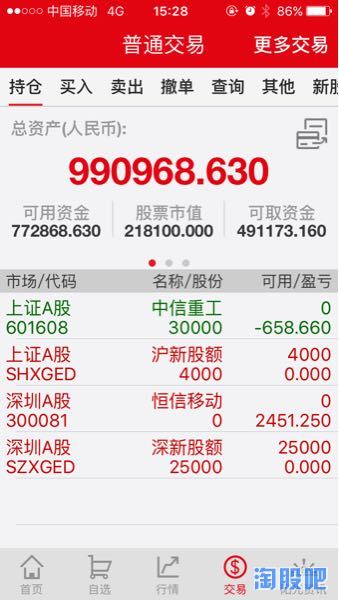 中国移动 4G 15:28 86%
普通交易 更多交易
持仓 买入 卖出 撤单 查询 其他 新股
总资产(人民币):
990968.630
可用资金 股票市值 可取资金
772868.630 218100.000 491173.160
市场/代码 名称/股份 可用/盈亏
上证A股 中信重工 0
601608 30000 -658.660
上证A股 沪新股额 4000
SHXGED 4000 0.000
深圳A股 恒信移动 0
300081 0 2451.250
深圳A股 深新股额 25000
SZXGED 25000 0.000
首页 自选 行情 交易
淘股吧